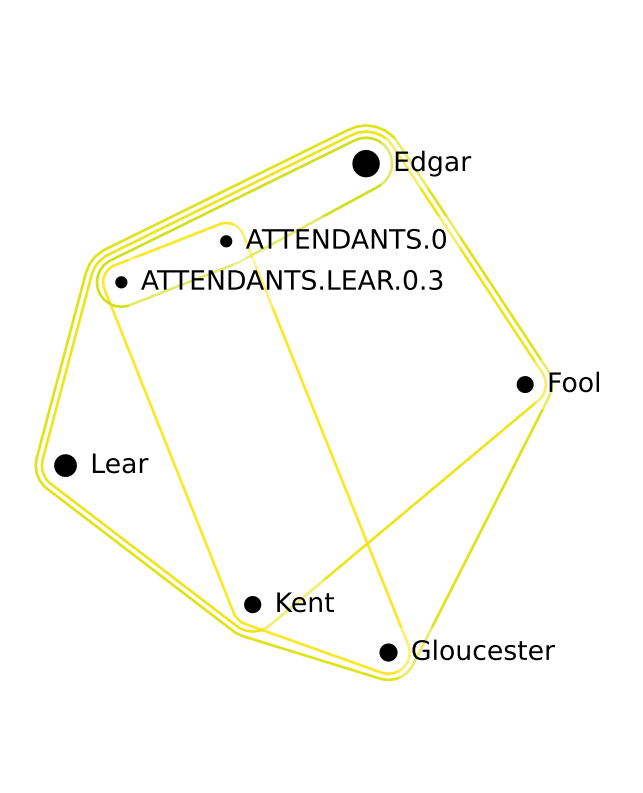 Edgar
ATTENDANTS.0
ATTENDANTS.LEAR.0.3
Fool
Lear
Kent
Gloucester